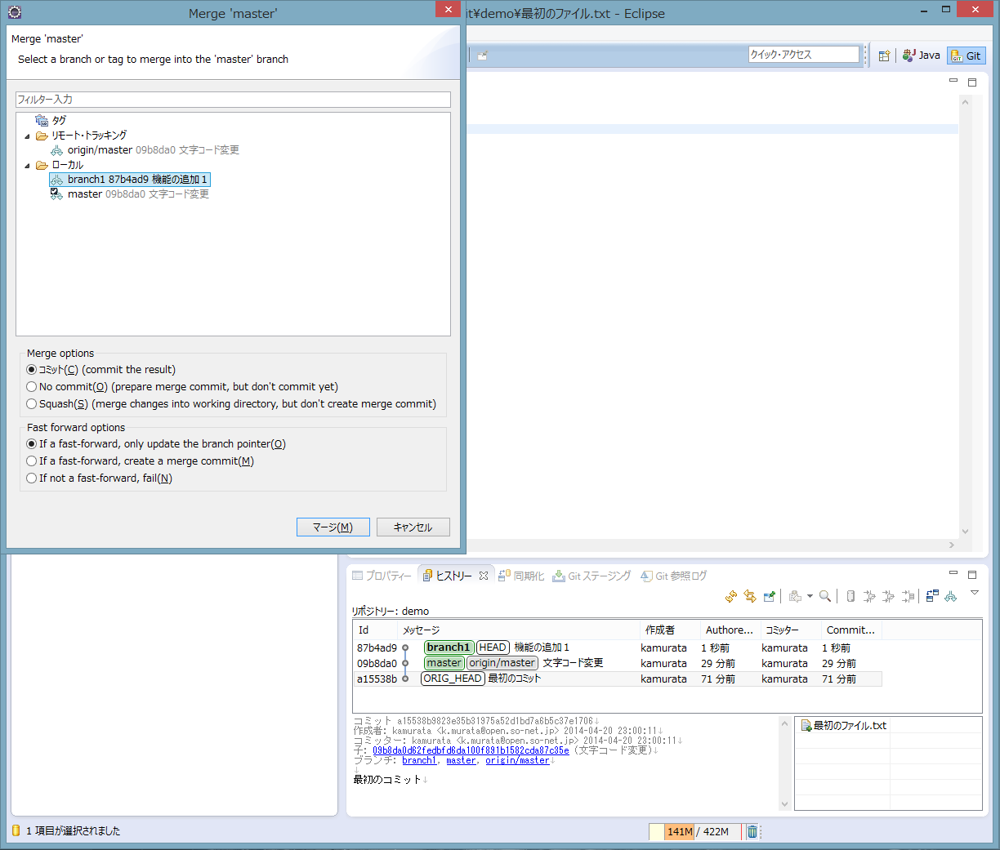 Merge 'master'
it¥demo¥最初のファイル.txt - Eclipse
Merge 'master'
Select a branch or tag to merge into the 'master' branch
クイック・アクセス
Java
Git
フィルター入力
タグ
リモート・トラッキング
origin/master 09b8da0 文字コード変更
ローカル
branch1 87b4ad9 機能の追加１
master 09b8da0 文字コード変更
Merge options
コミット(C) (commit the result)
No commit(O) (prepare merge commit, but don't commit yet)
Squash(S) (merge changes into working directory, but don't create merge commit)
Fast forward options
If a fast-forward, only update the branch pointer(O)
If a fast-forward, create a merge commit(M)
If not a fast-forward, fail(N)
マージ(M)
キャンセル
プロパティー ヒストリー 同期化 Git ステージング Git 参照ログ
リポジトリー: demo
Id メッセージ 作成者 Authore... コミッター Commit...
87b4ad9 branch1 HEAD 機能の追加１ kamurata 1 秒前 kamurata 1 秒前
09b8da0 master origin/master 文字コード変更 kamurata 29 分前 kamurata 29 分前
a15538b ORIG_HEAD 最初のコミット kamurata 71 分前 kamurata 71 分前
コミット a15538b9823e35b31975a52d1bd7a6b5c37e1706↓
作成者: kamurata <k.murata@open.so-net.jp> 2014-04-20 23:00:11↓
コミッター: kamurata <k.murata@open.so-net.jp> 2014-04-20 23:00:11↓
子: 09b8da0d62fedbfd6da100f891b1582cda87c35e (文字コード変更)↓
ブランチ: branch1, master, origin/master↓
↓
最初のコミット↓
最初のファイル.txt
1 項目が選択されました
141M / 422M